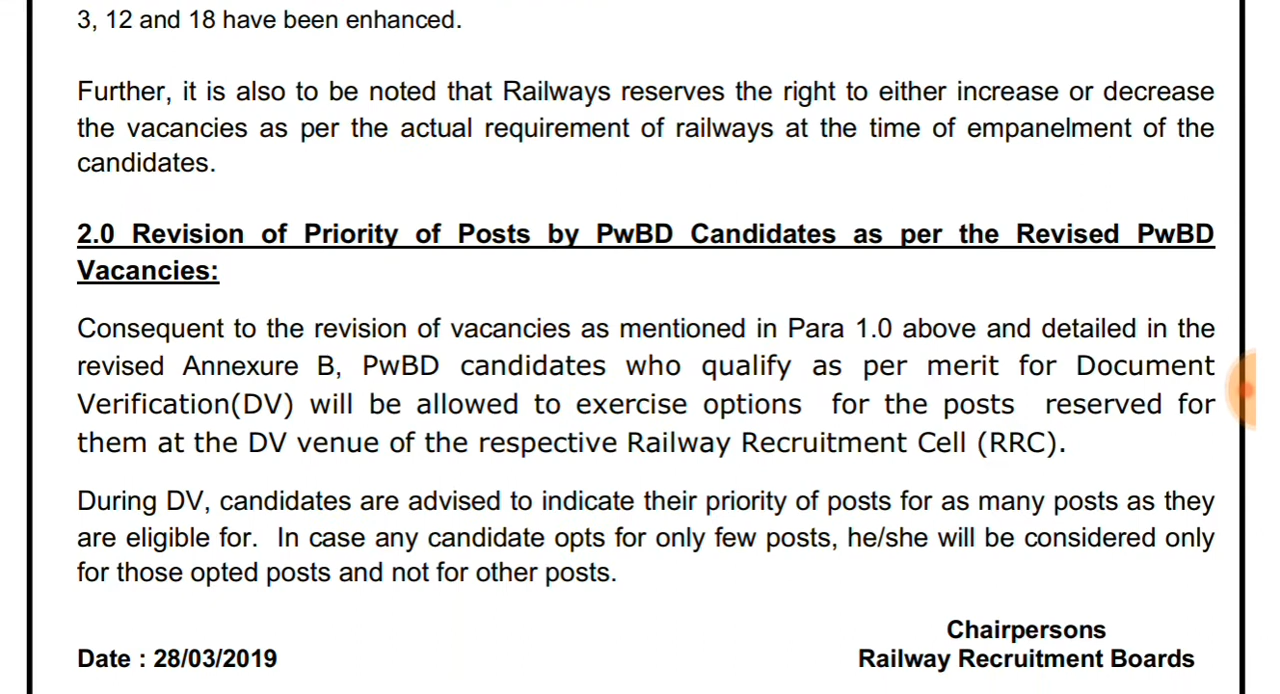 3, 12 and 18 have been enhanced.
Further, it is also to be noted that Railways reserves the right to either increase or decrease
the vacancies as per the actual requirement of railways at the time of empanelment of the
candidates.
2.0 Revision of Priority of Posts by PwBD Candidates as per the Revised PwBD
Vacancies:
Consequent to the revision of vacancies as mentioned in Para 1.0 above and detailed in the
revised Annexure B, PwBD candidates who qualify as per merit for Document
Verification(DV) will be allowed to exercise options for the posts reserved for
them at the DV venue of the respective Railway Recruitment Cell (RRC).
During DV, candidates are advised to indicate their priority of posts for as many posts as they
are eligible for. In case any candidate opts for only few posts, he/she will be considered only
for those opted posts and not for other posts.
Chairpersons
Date : 28/03/2019 Railway Recruitment Boards